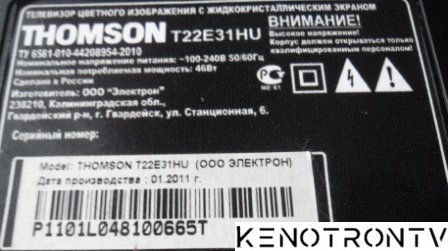 ТЕЛЕВИЗОР ЦВЕТНОГО ИЗОБРАЖЕНИЯ С ЖИДКОКРИСТАЛЛИЧЕСКИМ ЭКРАНОМ
THOMSON T22E31HU
ТУ 6581-010-44208954-2010
Номинальное напряжение питания: ~100-240В 50/60Гц
Номинальная потребляемая мощность: 46Вт
Сделано в России
Изготовитель: ООО "Электрон"
238210, Калининградская обл.,
Гвардейский р-н, г. Гвардейск, ул. Станционная, 6.
Серийный номер:
ВНИМАНИЕ!
Высокое напряжение!
Корпус должен открываться только
квалифицированным персоналом.
МЕ 61
Model: THOMSON T22E31HU (ООО ЭЛЕКТРОН)
Дата производства : 01.2011 г.
P1101L048100665T
KENOTRONTV